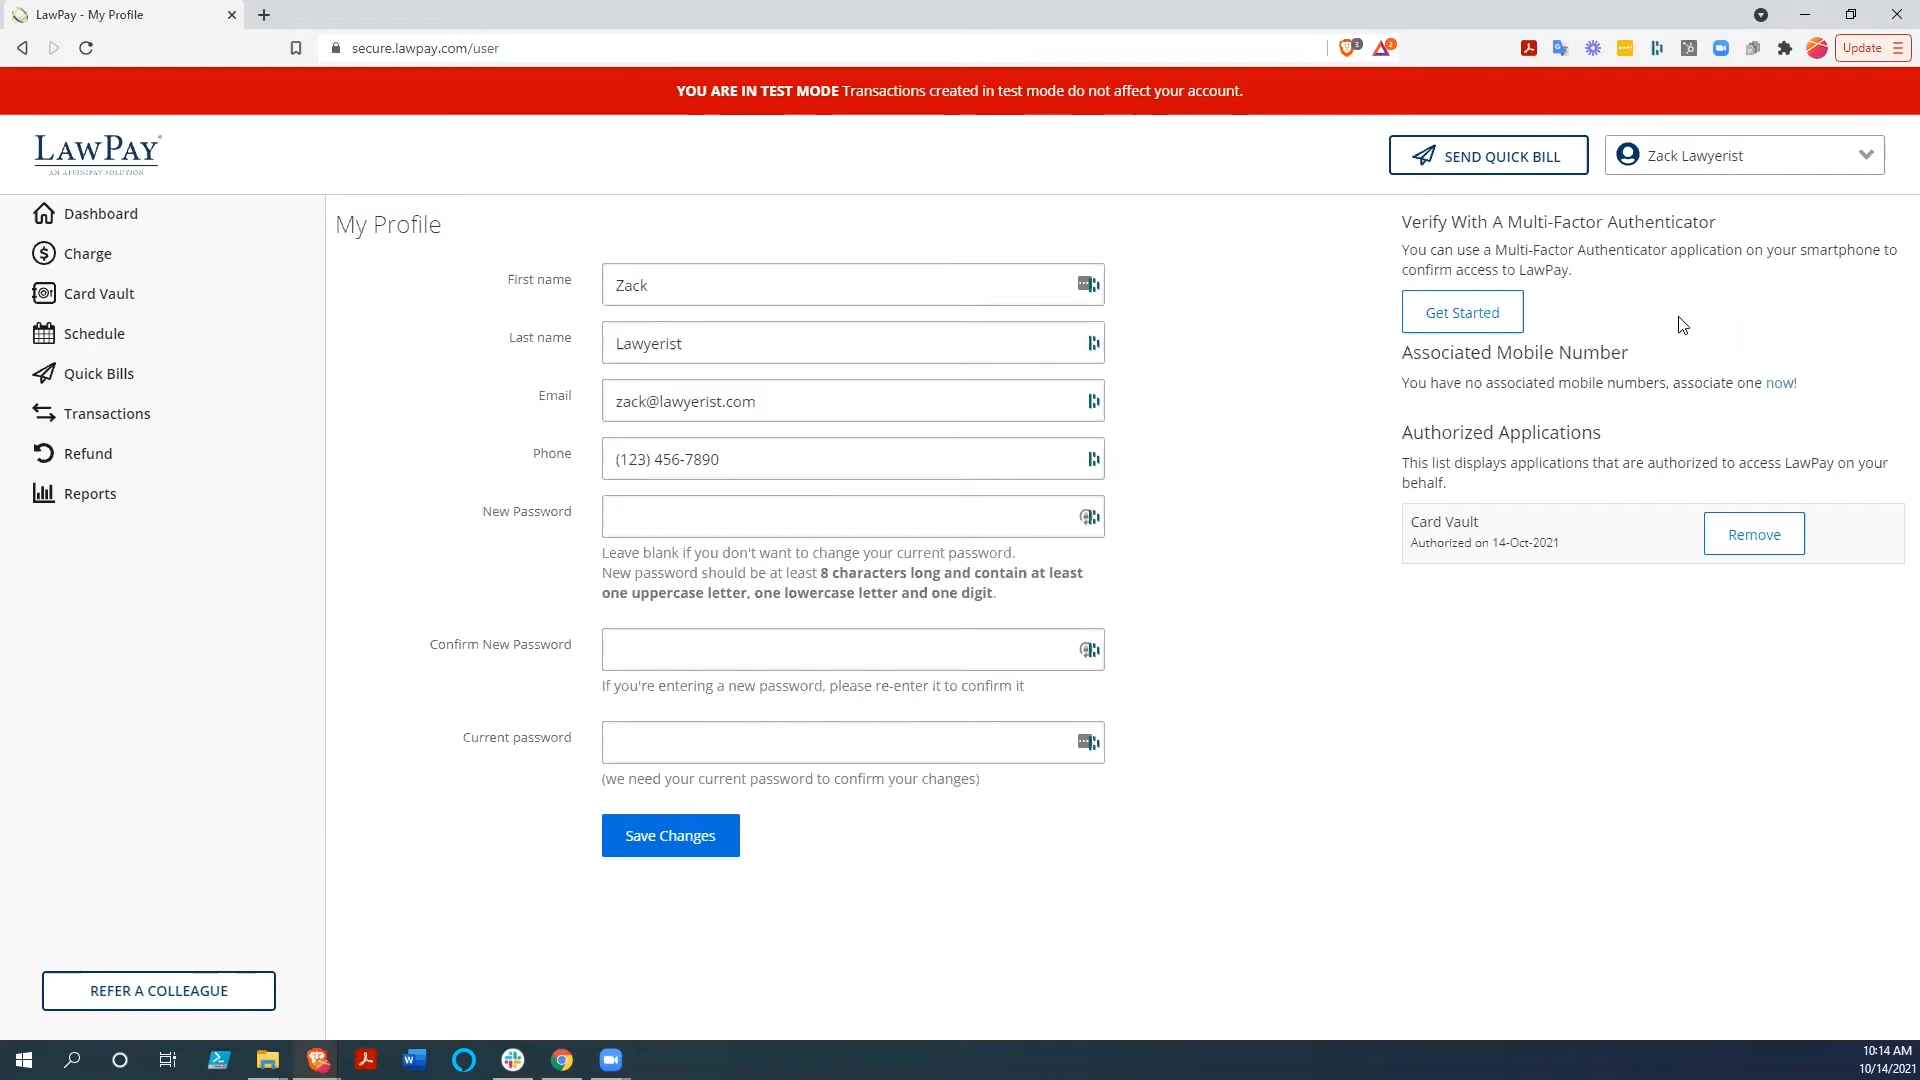 LawPay - My Profile
secure.lawpay.com/user
3
2
Update
YOU ARE IN TEST MODE Transactions created in test mode do not affect your account.
LAWPAY
AN AFFINIPAY SOLUTION
SEND QUICK BILL
Zack Lawyerist
Dashboard
Charge
Card Vault
Schedule
Quick Bills
Transactions
Refund
Reports
REFER A COLLEAGUE
My Profile
First name
Zack
Last name
Lawyerist
Email
zack@lawyerist.com
Phone
(123) 456-7890
New Password
Leave blank if you don't want to change your current password.
New password should be at least 8 characters long and contain at least
one uppercase letter, one lowercase letter and one digit.
Confirm New Password
If you're entering a new password, please re-enter it to confirm it
Current password
(we need your current password to confirm your changes)
Save Changes
Verify With A Multi-Factor Authenticator
You can use a Multi-Factor Authenticator application on your smartphone to
confirm access to LawPay.
Get Started
Associated Mobile Number
You have no associated mobile numbers, associate one now!
Authorized Applications
This list displays applications that are authorized to access LawPay on your
behalf.
Card Vault
Authorized on 14-Oct-2021
Remove
10:14 AM
10/14/2021